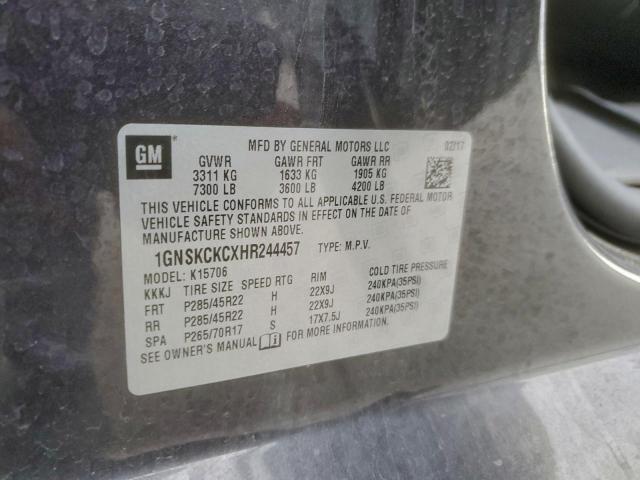 GM
MFD BY GENERAL MOTORS LLC 02/17
GVWR GAWR FRT GAWR RR
3311 KG 1633 KG 1905 KG
7300 LB 3600 LB 4200 LB
THIS VEHICLE CONFORMS TO ALL APPLICABLE U.S. FEDERAL MOTOR
VEHICLE SAFETY STANDARDS IN EFFECT ON THE DATE OF
MANUFACTURE SHOWN ABOVE.
1GNSKCKCXHR244457 TYPE: M.P.V.
MODEL: K15706
KKKJ TIRE SIZE SPEED RTG RIM COLD TIRE PRESSURE
FRT P285/45R22 H 22X9J 240KPA(35PSI)
RR P285/45R22 H 22X9J 240KPA(35PSI)
SPA P265/70R17 S 17X7.5J 240KPA(35PSI)
SEE OWNER'S MANUAL FOR MORE INFORMATION.